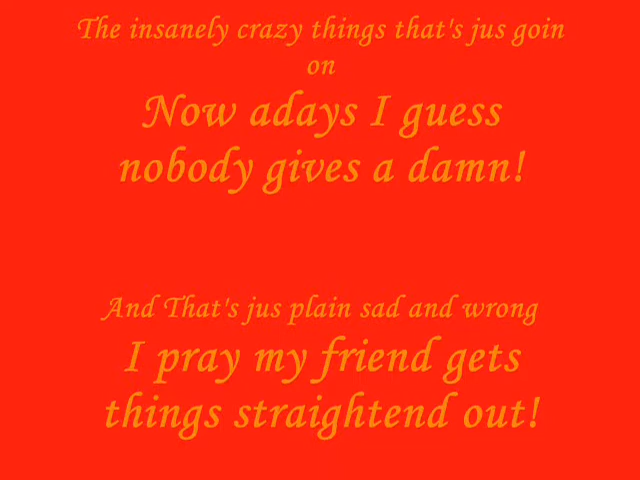 The insanely crazy things that's jus goin
on
Now adays I guess
nobody gives a damn!
And That's jus plain sad and wrong
I pray my friend gets
things straightend out!